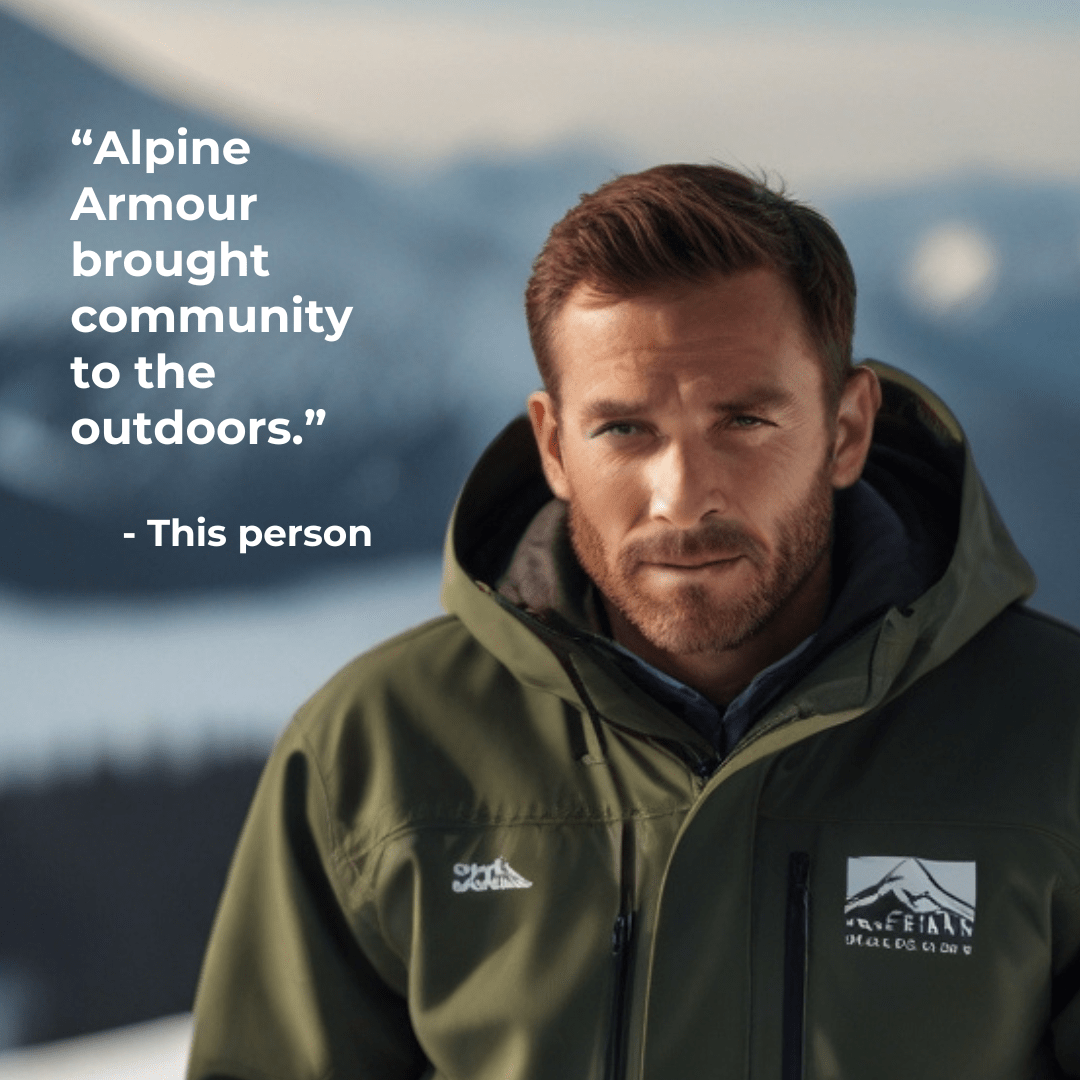 “Alpine
Armour
brought
community
to the
outdoors.”
- This person